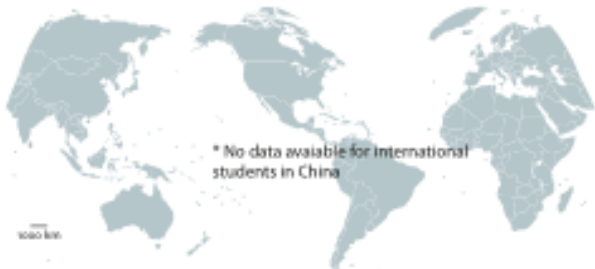 * No data avaiable for international
students in China
1000 km